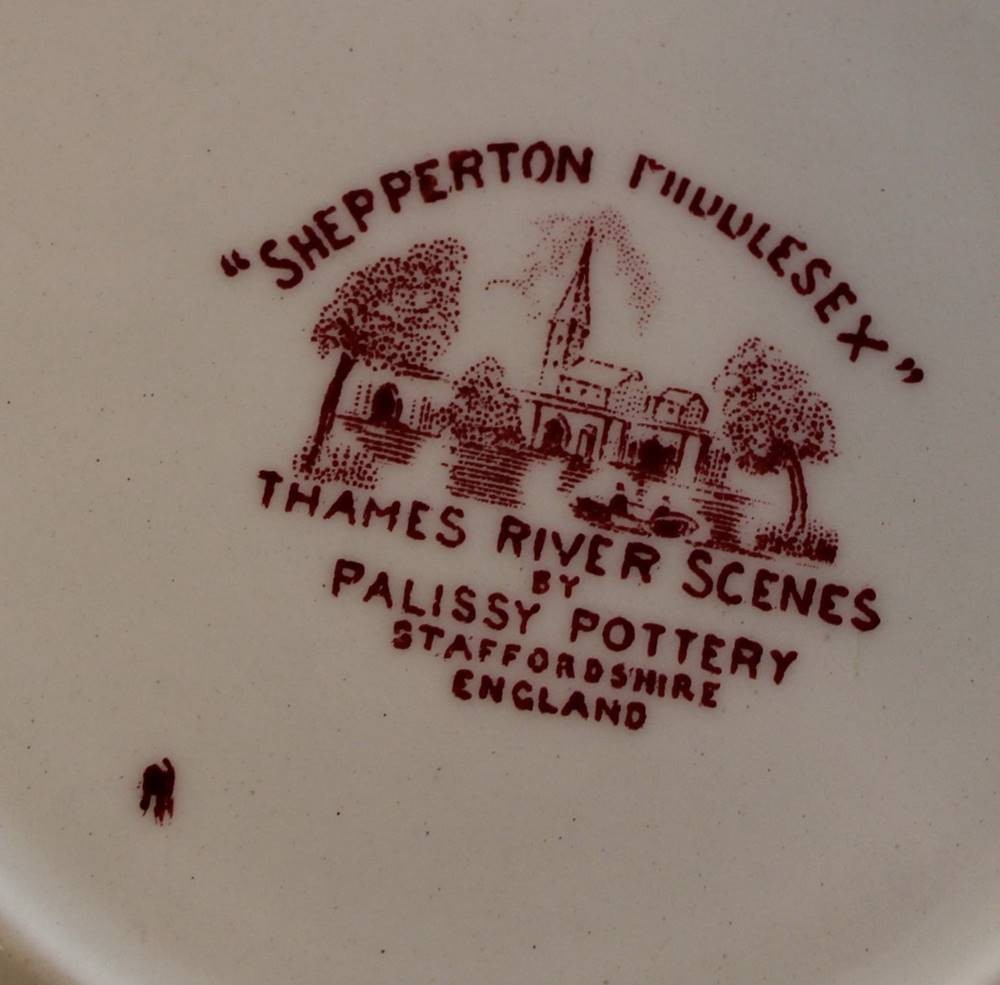 “SHEPPERTON MIDDLESEX”
THAMES RIVER SCENES
BY
PALISSY POTTERY
STAFFORDSHIRE
ENGLAND